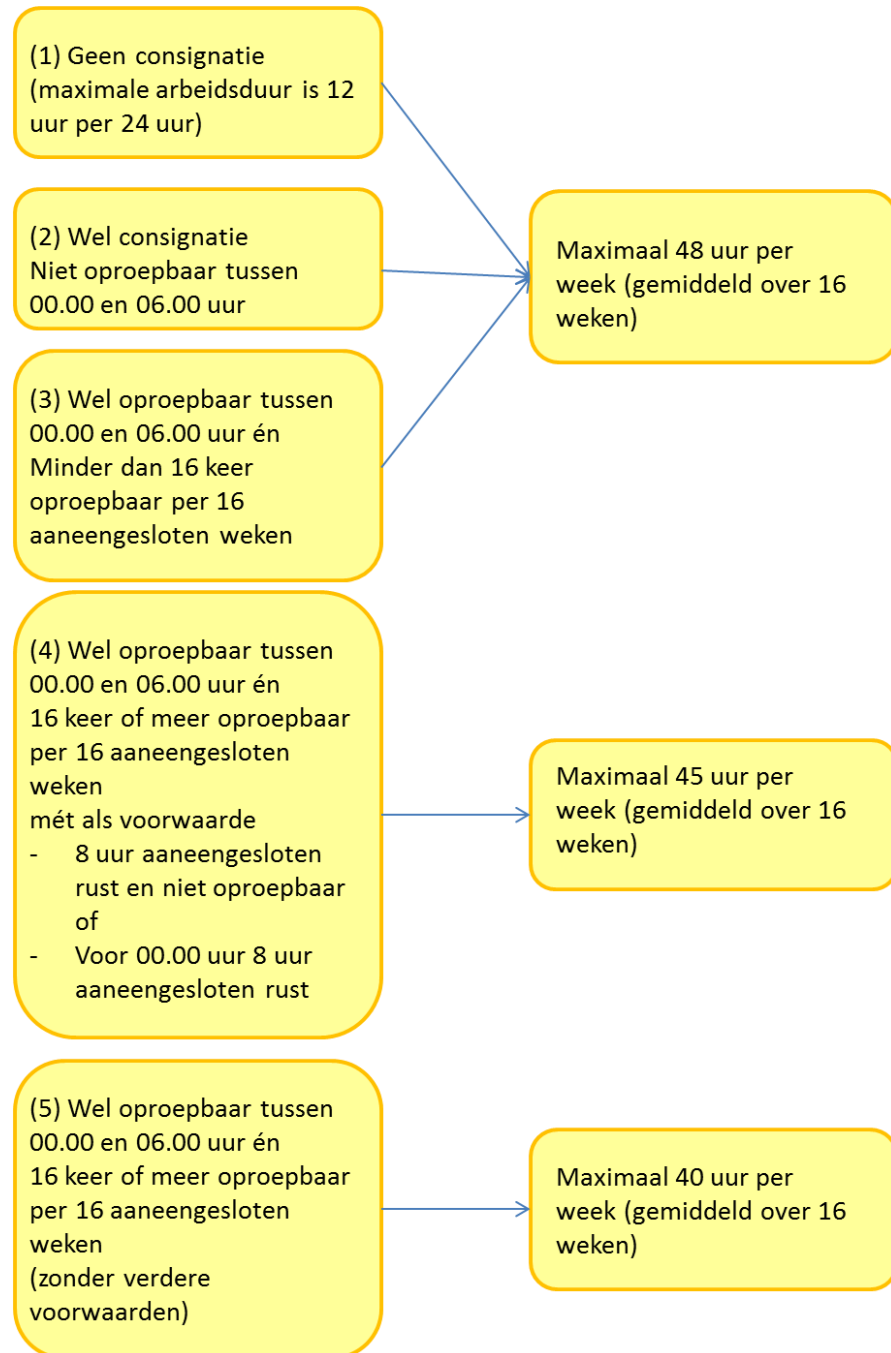 (1) Geen consignatie
(maximale arbeidsduur is 12
uur per 24 uur)
(2) Wel consignatie
Niet oproepbaar tussen
00.00 en 06.00 uur
Maximaal 48 uur per
week (gemiddeld over 16
weken)
(3) Wel oproepbaar tussen
00.00 en 06.00 uur én
Minder dan 16 keer
oproepbaar per 16
aaneengesloten weken
(4) Wel oproepbaar tussen
00.00 en 06.00 uur én
16 keer of meer oproepbaar
per 16 aaneengesloten
weken
mét als voorwaarde
- 8 uur aaneengesloten
rust en niet oproepbaar
of
- Voor 00.00 uur 8 uur
aaneengesloten rust
Maximaal 45 uur per
week (gemiddeld over 16
weken)
(5) Wel oproepbaar tussen
00.00 en 06.00 uur én
16 keer of meer oproepbaar
per 16 aaneengesloten
weken
(zonder verdere
voorwaarden)
Maximaal 40 uur per
week (gemiddeld over 16
weken)